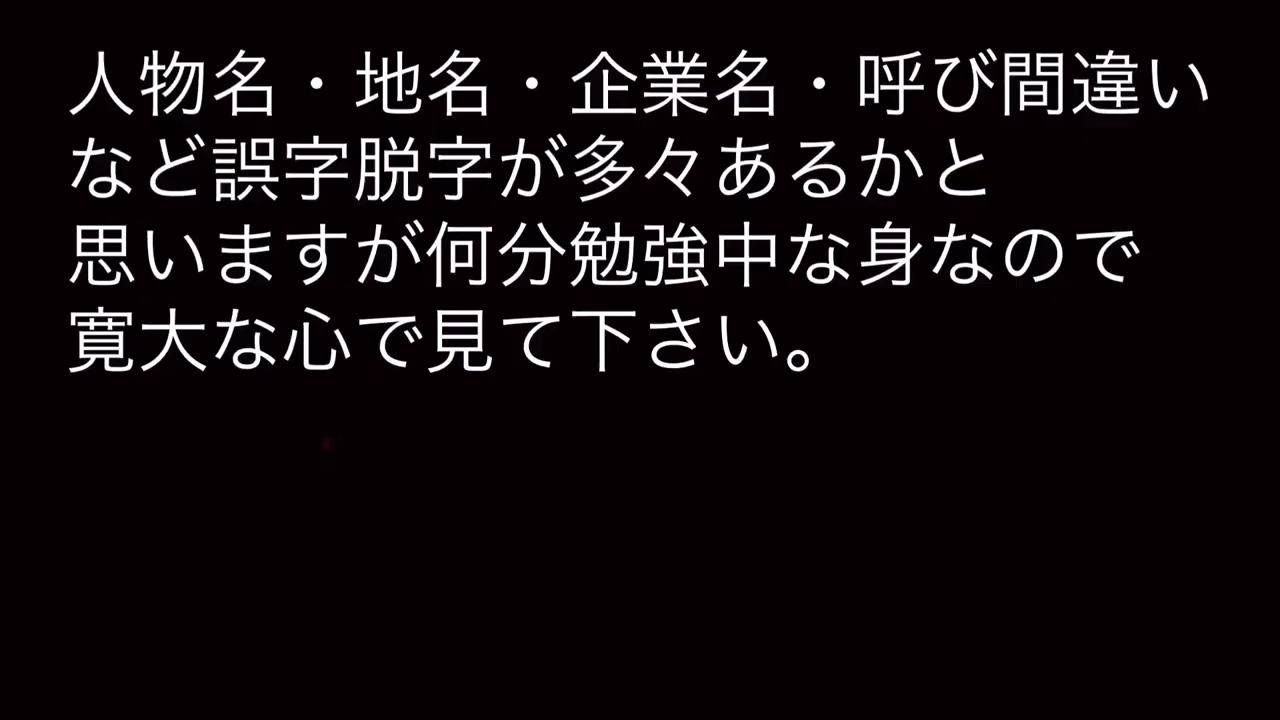 人物名・地名・企業名・呼び間違い
など誤字脱字が多々あるかと
思いますが何分勉強中な身なので
寛大な心で見て下さい。